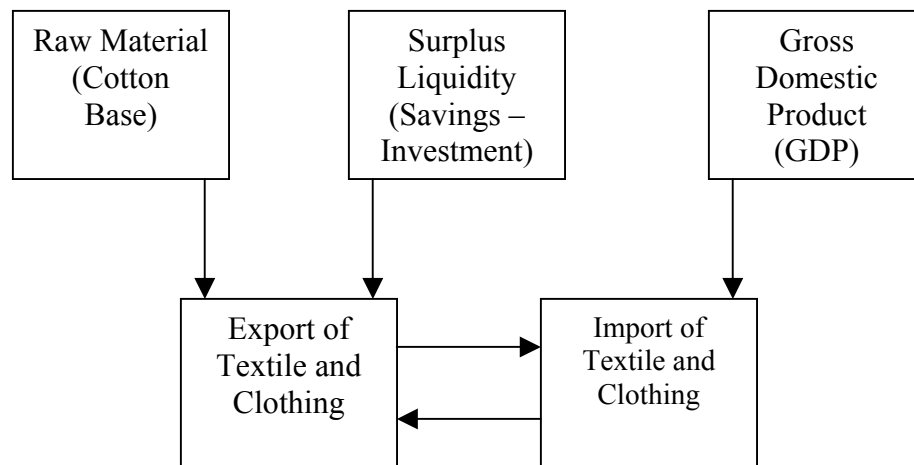 Raw Material
(Cotton
Base)
Surplus
Liquidity
(Savings –
Investment)
Gross
Domestic
Product
(GDP)
Export of
Textile and
Clothing
Import of
Textile and
Clothing